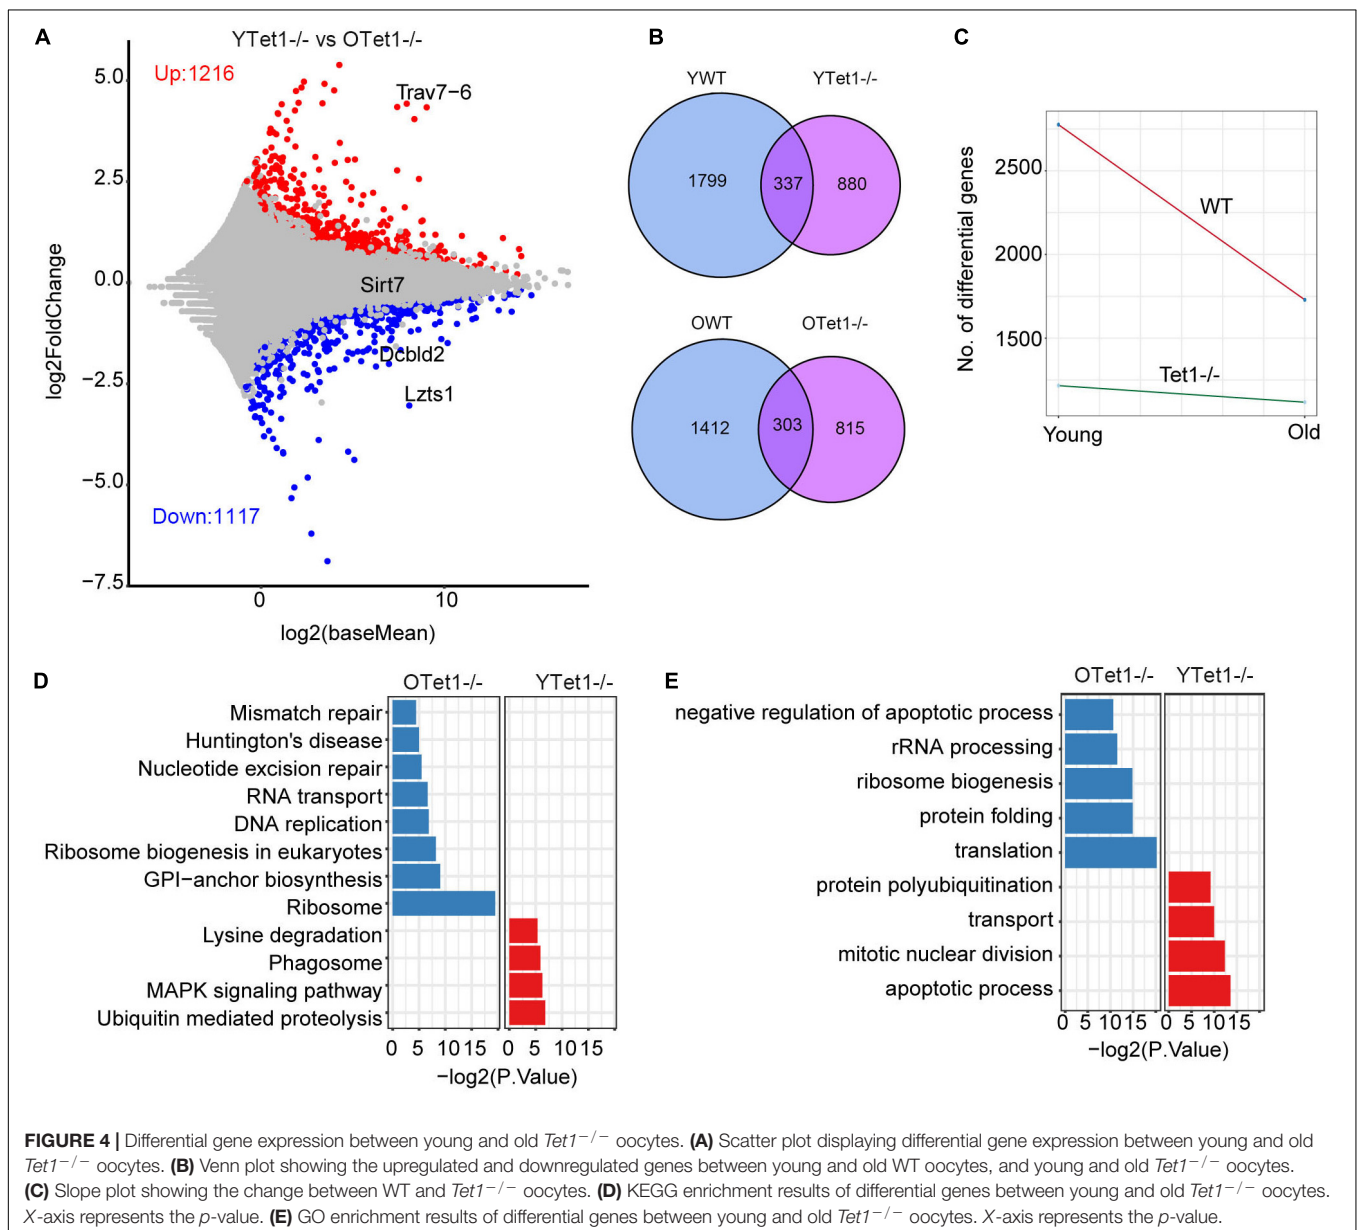 A
YTet1-/- vs OTet1-/-
Up:1216
Trav7−6
Sirt7
Dcbld2
Lzts1
Down:1117
5.0
2.5
0.0
−2.5
−5.0
−7.5
log2FoldChange
0 10
log2(baseMean)
B
YWT YTet1-/-
1799 337 880
OWT OTet1-/-
1412 303 815
C
No. of differential genes
2500
2000
1500
WT
Tet1-/-
Young Old
D
OTet1-/- YTet1-/-
Mismatch repair
Huntington's disease
Nucleotide excision repair
RNA transport
DNA replication
Ribosome biogenesis in eukaryotes
GPI−anchor biosynthesis
Ribosome
Lysine degradation
Phagosome
MAPK signaling pathway
Ubiquitin mediated proteolysis
0 5 10 15 0 5 10 15
−log2(P.Value)
E
OTet1-/- YTet1-/-
negative regulation of apoptotic process
rRNA processing
ribosome biogenesis
protein folding
translation
protein polyubiquitination
transport
mitotic nuclear division
apoptotic process
0 5 10 15 0 5 10 15
−log2(P.Value)
FIGURE 4 | Differential gene expression between young and old Tet1−/− oocytes. (A) Scatter plot displaying differential gene expression between young and old
Tet1−/− oocytes. (B) Venn plot showing the upregulated and downregulated genes between young and old WT oocytes, and young and old Tet1−/− oocytes.
(C) Slope plot showing the change between WT and Tet1−/− oocytes. (D) KEGG enrichment results of differential genes between young and old Tet1−/− oocytes.
X-axis represents the p-value. (E) GO enrichment results of differential genes between young and old Tet1−/− oocytes. X-axis represents the p-value.